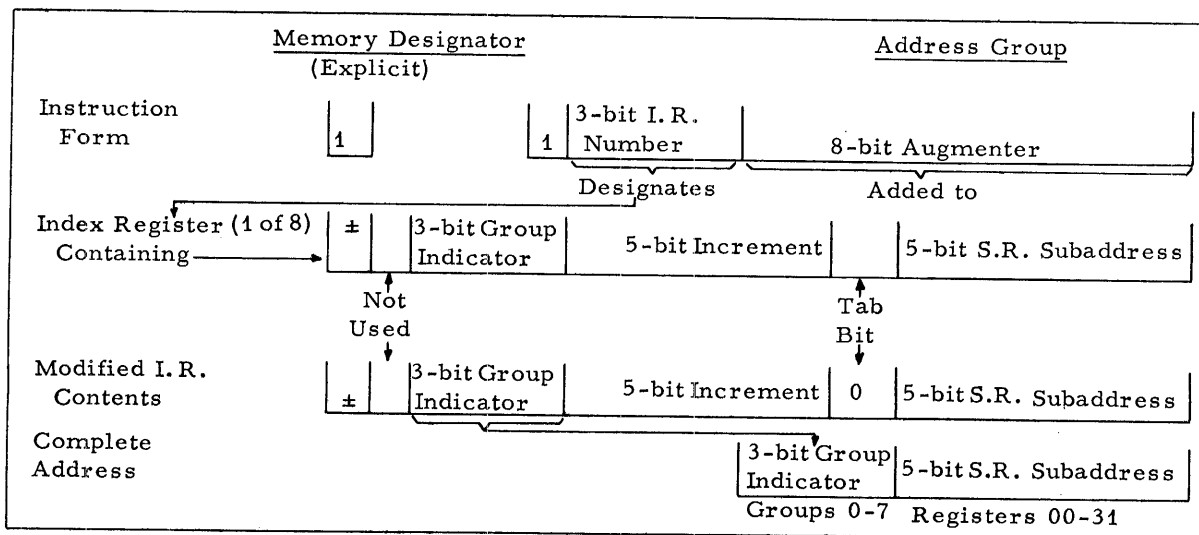 Memory Designator
(Explicit)
Address Group
Instruction
Form
1
1
3-bit I.R.
Number
8-bit Augmenter
Designates
Added to
Index Register (1 of 8)
Containing
±
3-bit Group
Indicator
5-bit Increment
5-bit S.R. Subaddress
Not
Used
Tab
Bit
Modified I.R.
Contents
±
3-bit Group
Indicator
5-bit Increment
0
5-bit S.R. Subaddress
Complete
Address
3-bit Group
Indicator
5-bit S.R. Subaddress
Groups 0-7
Registers 00-31